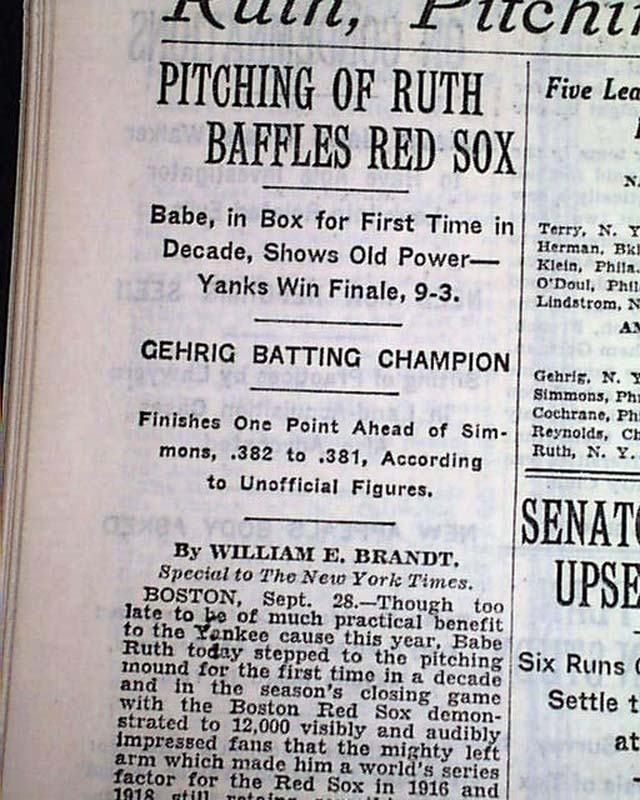 Ruth, Pitchi
PITCHING OF RUTH
BAFFLES RED SOX
Babe, in Box for First Time in
Decade, Shows Old Power—
Yanks Win Finale, 9-3.
GEHRIG BATTING CHAMPION
Finishes One Point Ahead of Sim-
mons, .382 to .381, According
to Unofficial Figures.
By WILLIAM E. BRANDT.
Special to The New York Times.
BOSTON, Sept. 28.—Though too
late to be of much practical benefit
to the Yankee cause this year, Babe
Ruth today stepped to the pitching
mound for the first time in a decade
and in the season's closing game
with the Boston Red Sox demon-
strated to 12,000 visibly and audibly
impressed fans that the mighty left
arm which made him a world's series
factor for the Red Sox in 1916 and
1918 still
Five Lea
N.
Terry, N. Y
Herman, Bkl
Klein, Phila.
O'Doul, Phil
Lindstrom, N
AM
Gehrig, N. Y
Simmons, Ph
Cochrane, Ph
Reynolds, Ch
Ruth, N. Y.
SENATO
UPSE
Six Runs
Settle t
at